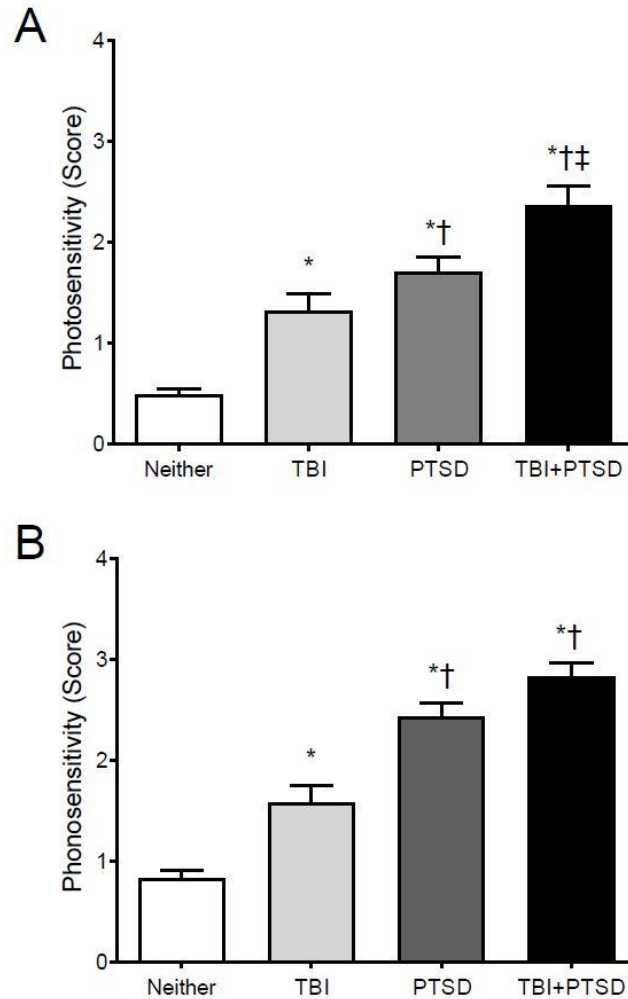 A
Photosensitivity (Score)
4
3
2
1
0
*
*†
*†‡
Neither TBI PTSD TBI+PTSD
B
Phonosensitivity (Score)
4
3
2
1
0
*
*†
*†
Neither TBI PTSD TBI+PTSD